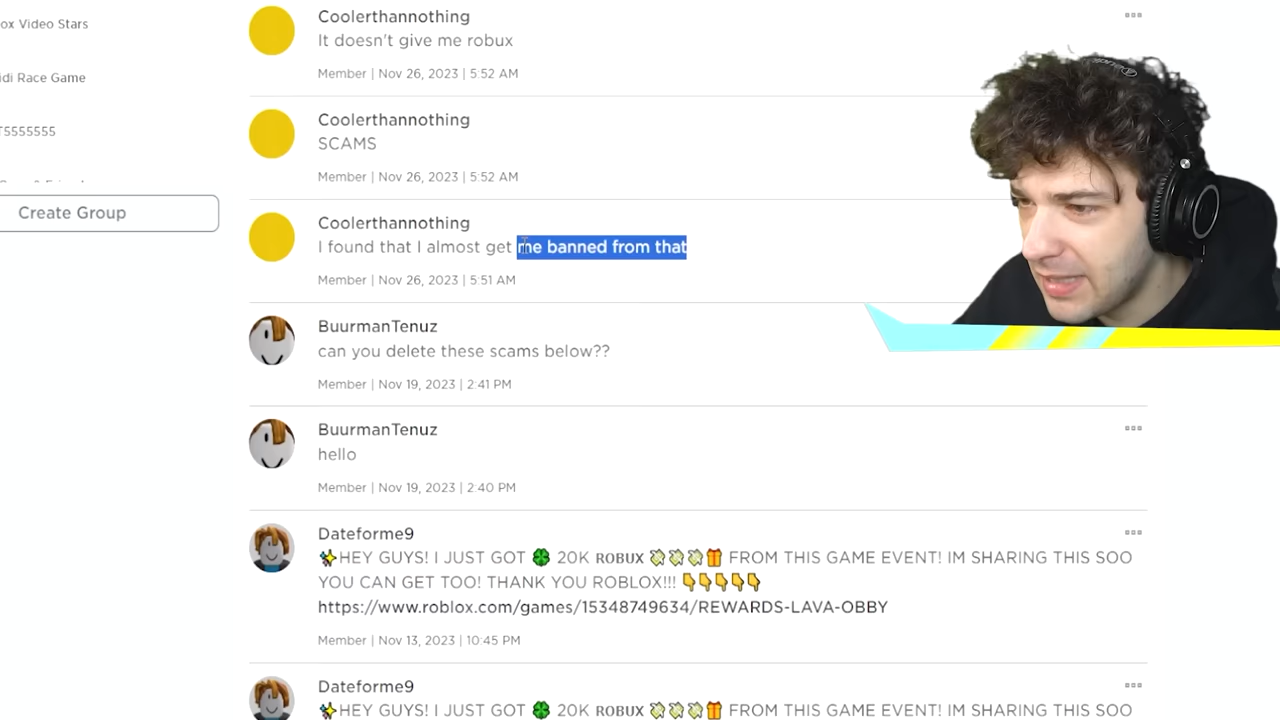 ox Video Stars
idi Race Game
T5555555
Create Group
Coolerthannothing
It doesn't give me robux
Member | Nov 26, 2023 | 5:52 AM
Coolerthannothing
SCAMS
Member | Nov 26, 2023 | 5:52 AM
Coolerthannothing
I found that I almost get me banned from that
Member | Nov 26, 2023 | 5:51 AM
BuurmanTenuz
can you delete these scams below??
Member | Nov 19, 2023 | 2:41 PM
BuurmanTenuz
hello
Member | Nov 19, 2023 | 2:40 PM
Dateforme9
✨HEY GUYS! I JUST GOT 🍀 20K ROBUX 💸💸💸🎁 FROM THIS GAME EVENT! IM SHARING THIS SOO
YOU CAN GET TOO! THANK YOU ROBLOX!!! 👇👇👇👇👇
https://www.roblox.com/games/15348749634/REWARDS-LAVA-OBBY
Member | Nov 13, 2023 | 10:45 PM
Dateforme9
✨HEY GUYS! I JUST GOT 🍀 20K ROBUX 💸💸💸🎁 FROM THIS GAME EVENT! IM SHARING THIS SOO